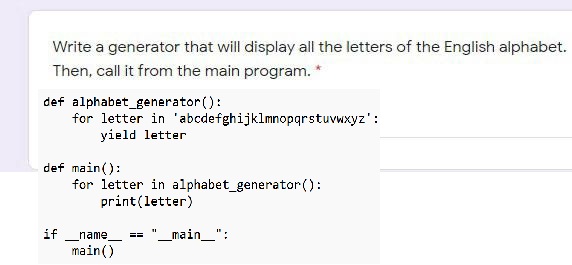 Write a generator that will display all the letters of the English alphabet.
Then, call it from the main program. *
def alphabet_generator():
    for letter in 'abcdefghijklmnopqrstuvwxyz':
        yield letter
def main():
    for letter in alphabet_generator():
        print(letter)
if __name__ == "__main__":
    main()